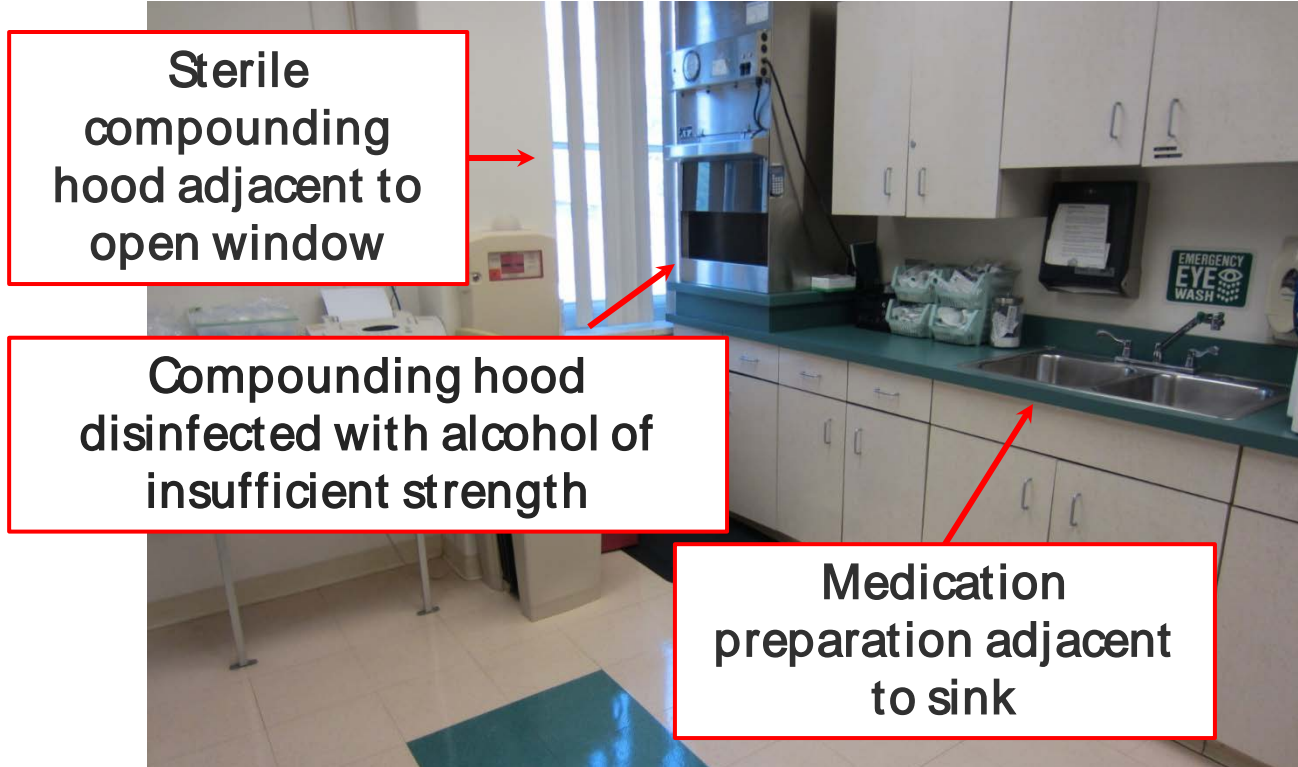 Sterile
compounding
hood adjacent to
open window
Compounding hood
disinfected with alcohol of
insufficient strength
EMERGENCY
EYE
WASH
Medication
preparation adjacent
to sink